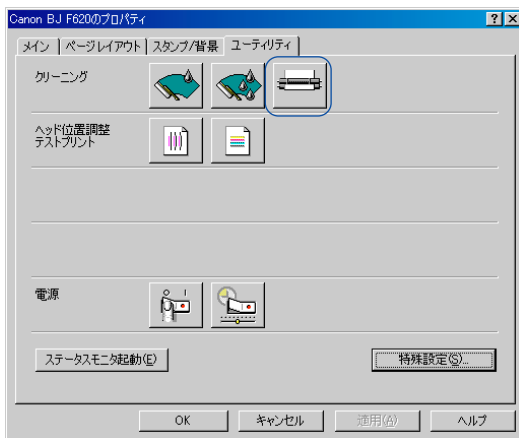 Canon BJ F620のプロパティ
メイン ページレイアウト スタンプ/背景 ユーティリティ
クリーニング
ヘッド位置調整
テストプリント
電源
ステータスモニタ起動(E)
特殊設定(S)...
OK キャンセル 適用(A) ヘルプ